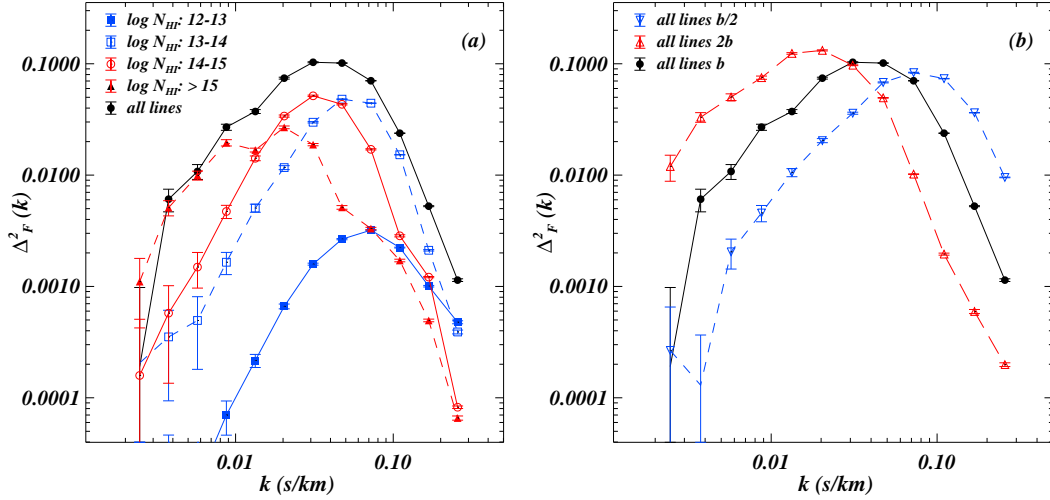 log N_HI: 12-13
log N_HI: 13-14
log N_HI: 14-15
log N_HI: > 15
all lines
(a)
0.1000
0.0100
0.0010
0.0001
Δ²_F (k)
0.01
0.10
k (s/km)
all lines b/2
all lines 2b
all lines b
(b)
0.1000
0.0100
0.0010
0.0001
Δ²_F (k)
0.01
0.10
k (s/km)